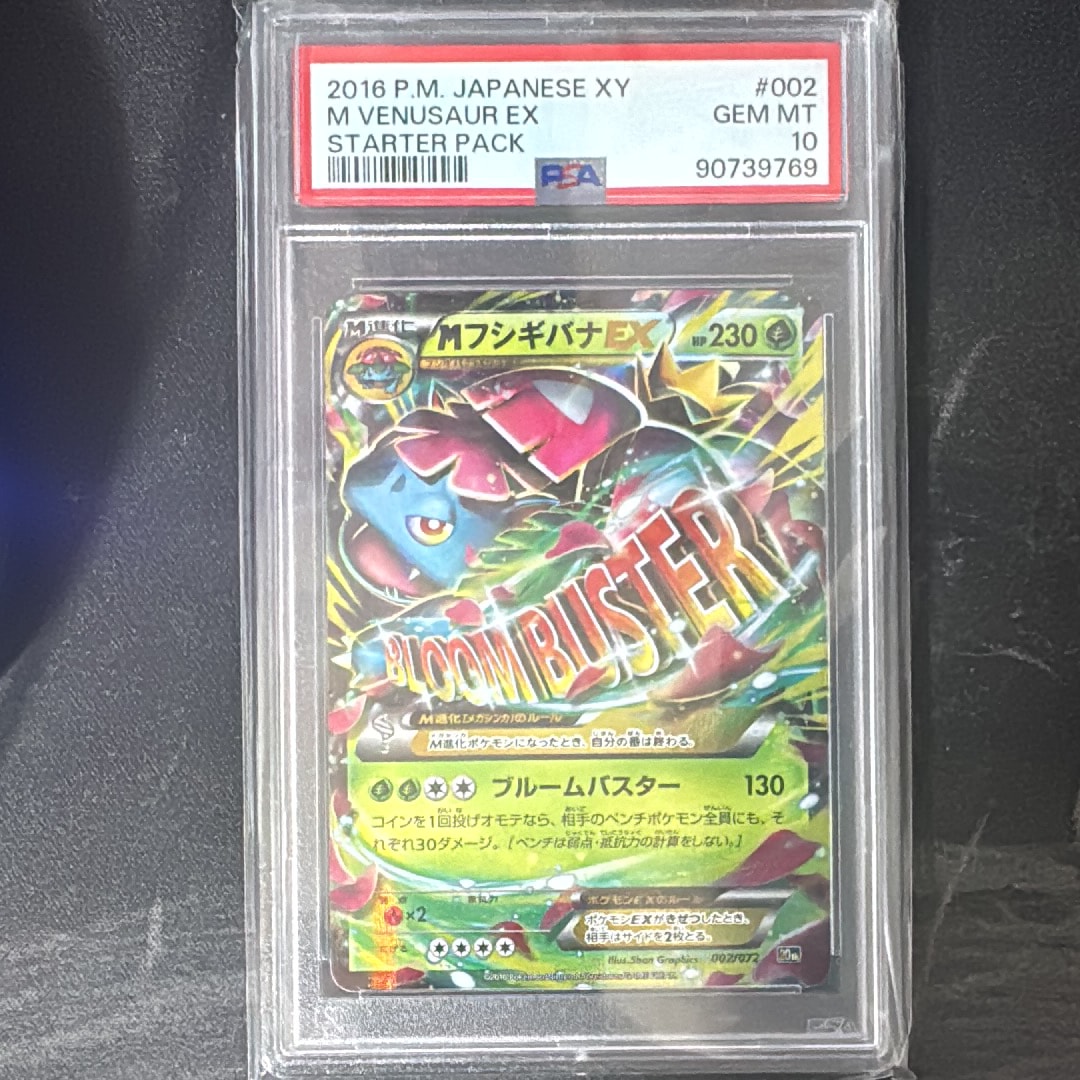 2016 P.M. JAPANESE XY #002
M VENUSAUR EX GEM MT
STARTER PACK 10
PSA 90739769
M進化 MフシギバナEX HP230
BLOOM BUSTER
M進化[メガシンカ]のルール
M進化ポケモンになったとき、自分の番は終わる。
ブルームバスター 130
コインを1回投げオモテなら、相手のベンチポケモン全員にも、そ
れぞれ30ダメージ。[ベンチは弱点・抵抗力の計算をしない。]
×2
ポケモンEXのルール
ポケモンEXがきぜつしたとき、
相手はサイドを2枚とる。
Illus.5ban Graphics 002/072 20th